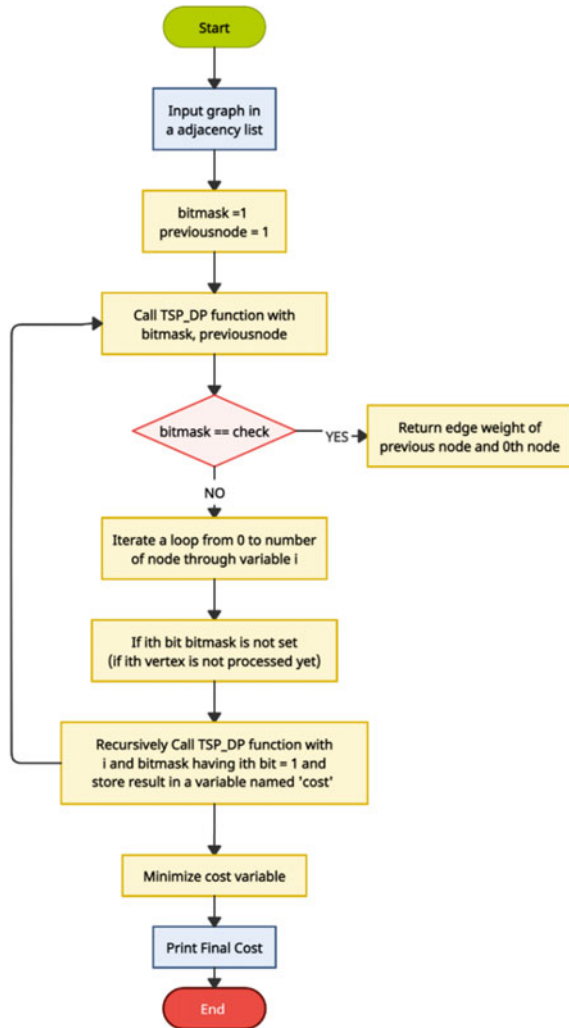 Start
Input graph in
a adjacency list
bitmask =1
previousnode = 1
Call TSP_DP function with
bitmask, previousnode
bitmask == check
YES
Return edge weight of
previous node and 0th node
NO
Iterate a loop from 0 to number
of node through variable i
If ith bit bitmask is not set
(if ith vertex is not processed yet)
Recursively Call TSP_DP function with
i and bitmask having ith bit = 1 and
store result in a variable named 'cost'
Minimize cost variable
Print Final Cost
End